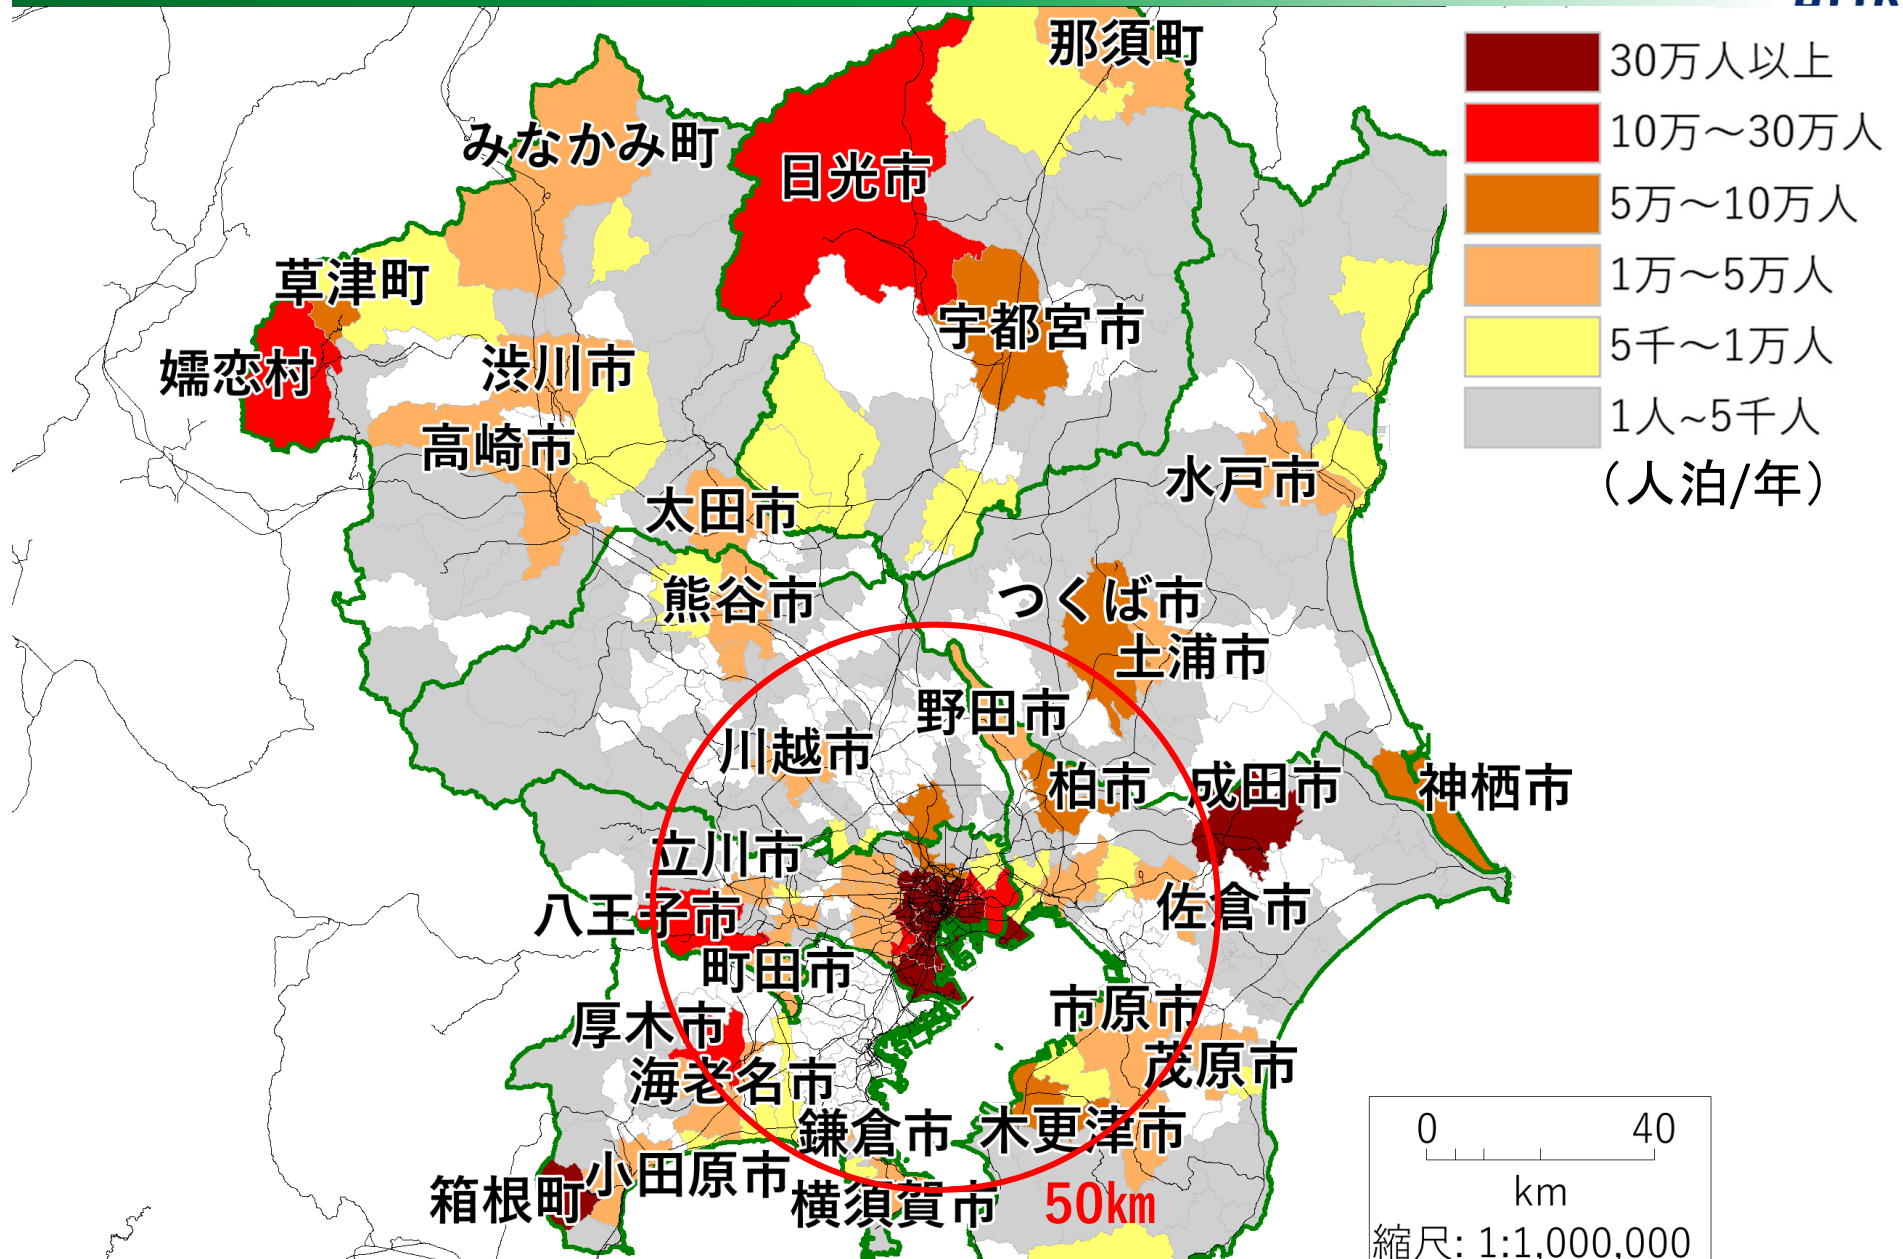 那須町
30万人以上
10万～30万人
5万～10万人
1万～5万人
5千～1万人
1人~5千人
（人泊/年）
みなかみ町
日光市
草津町
宇都宮市
嬬恋村
渋川市
高崎市
水戸市
太田市
熊谷市
つくば市
土浦市
野田市
川越市
柏市
成田市
神栖市
立川市
八王子市
佐倉市
町田市
厚木市
市原市
海老名市
茂原市
鎌倉市
木更津市
小田原市
箱根町
横須賀市
50㎞
0 40
km
縮尺: 1:1,000,000